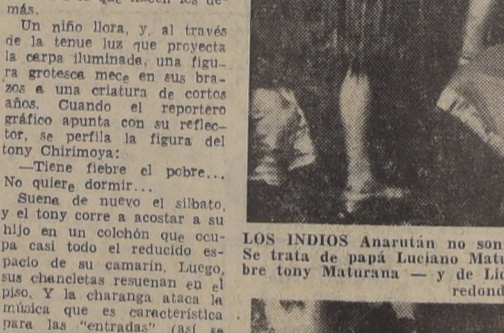 más.
Un niño llora, y, al través
de la tenue luz que proyecta
la carpa iluminada, una figu-
ra grotesca mece en sus bra-
zos a una criatura de cortos
años. Cuando el reportero
gráfico apunta con su reflec-
tor, se perfila la figura del
tony Chirimoya:
—Tiene fiebre el pobre...
No quiere dormir...
Suena de nuevo el silbato,
y el tony corre a acostar a su
hijo en un colchón que ocu-
pa casi todo el reducido es-
pacio de su camarín. Luego,
sus chancletas resuenan en el
piso. Y la charanga ataca la
música que es característica
para las "entradas" (así se
LOS INDIOS Anarután no son
Se trata de papá Luciano Matu
bre tony Maturana — y de Lic
redond